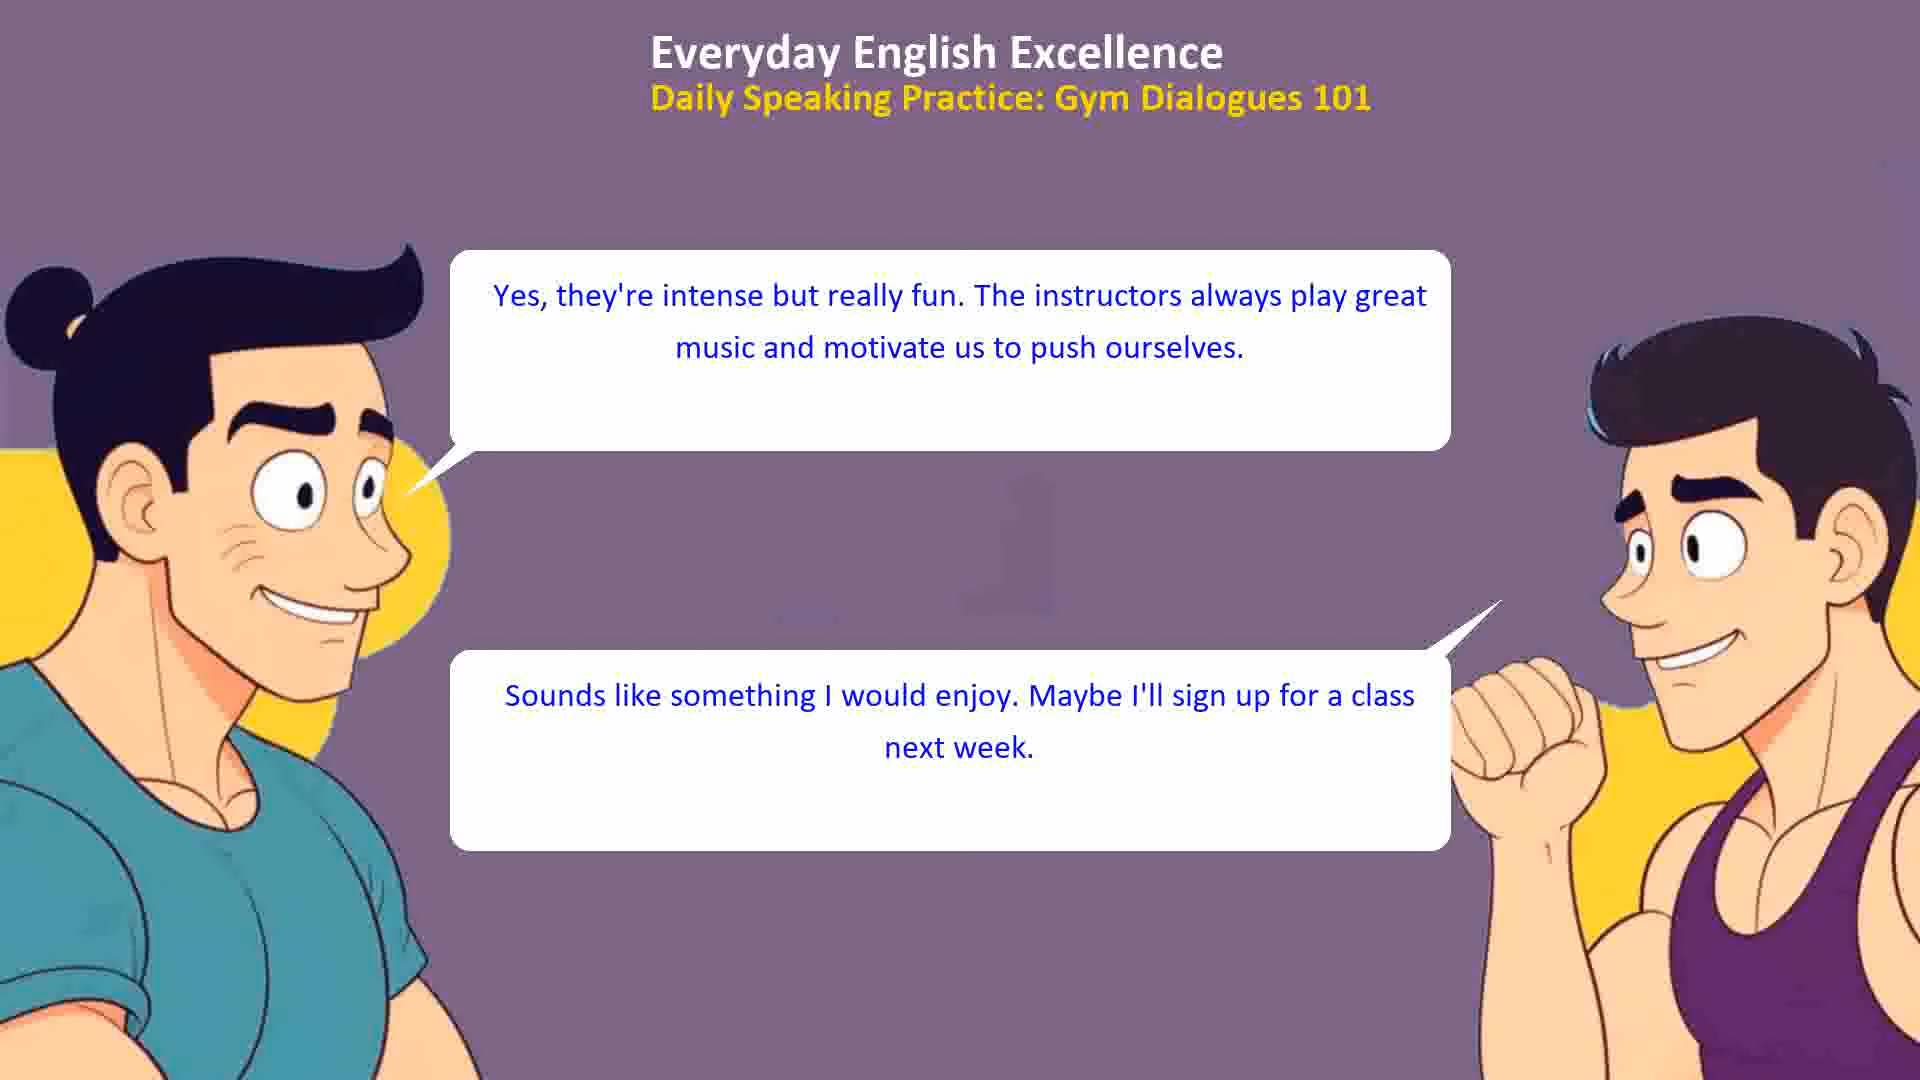 Everyday English Excellence
Daily Speaking Practice: Gym Dialogues 101
Yes, they're intense but really fun. The instructors always play great
music and motivate us to push ourselves.
Sounds like something I would enjoy. Maybe I'll sign up for a class
next week.